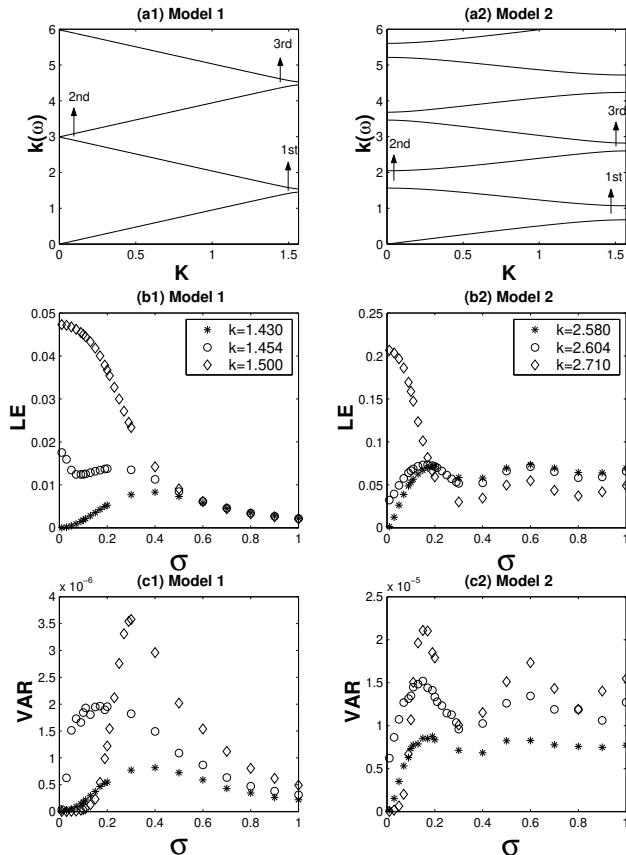 (a1) Model 1
(a2) Model 2
6
5
4
3
2
1
0
k(ω)
3rd
2nd
1st
0
0.5
1
1.5
K
6
5
4
3
2
1
0
k(ω)
3rd
2nd
1st
0
0.5
1
1.5
K
(b1) Model 1
(b2) Model 2
0.05
0.04
0.03
0.02
0.01
0
LE
k=1.430
k=1.454
k=1.500
0
0.2
0.4
0.6
0.8
1
σ
0.25
0.2
0.15
0.1
0.05
0
LE
k=2.580
k=2.604
k=2.710
0
0.2
0.4
0.6
0.8
1
σ
(c1) Model 1
(c2) Model 2
x 10⁻⁶
4
3.5
3
2.5
2
1.5
1
0.5
0
VAR
0
0.2
0.4
0.6
0.8
1
σ
x 10⁻⁵
2.5
2
1.5
1
0.5
0
VAR
0
0.2
0.4
0.6
0.8
1
σ